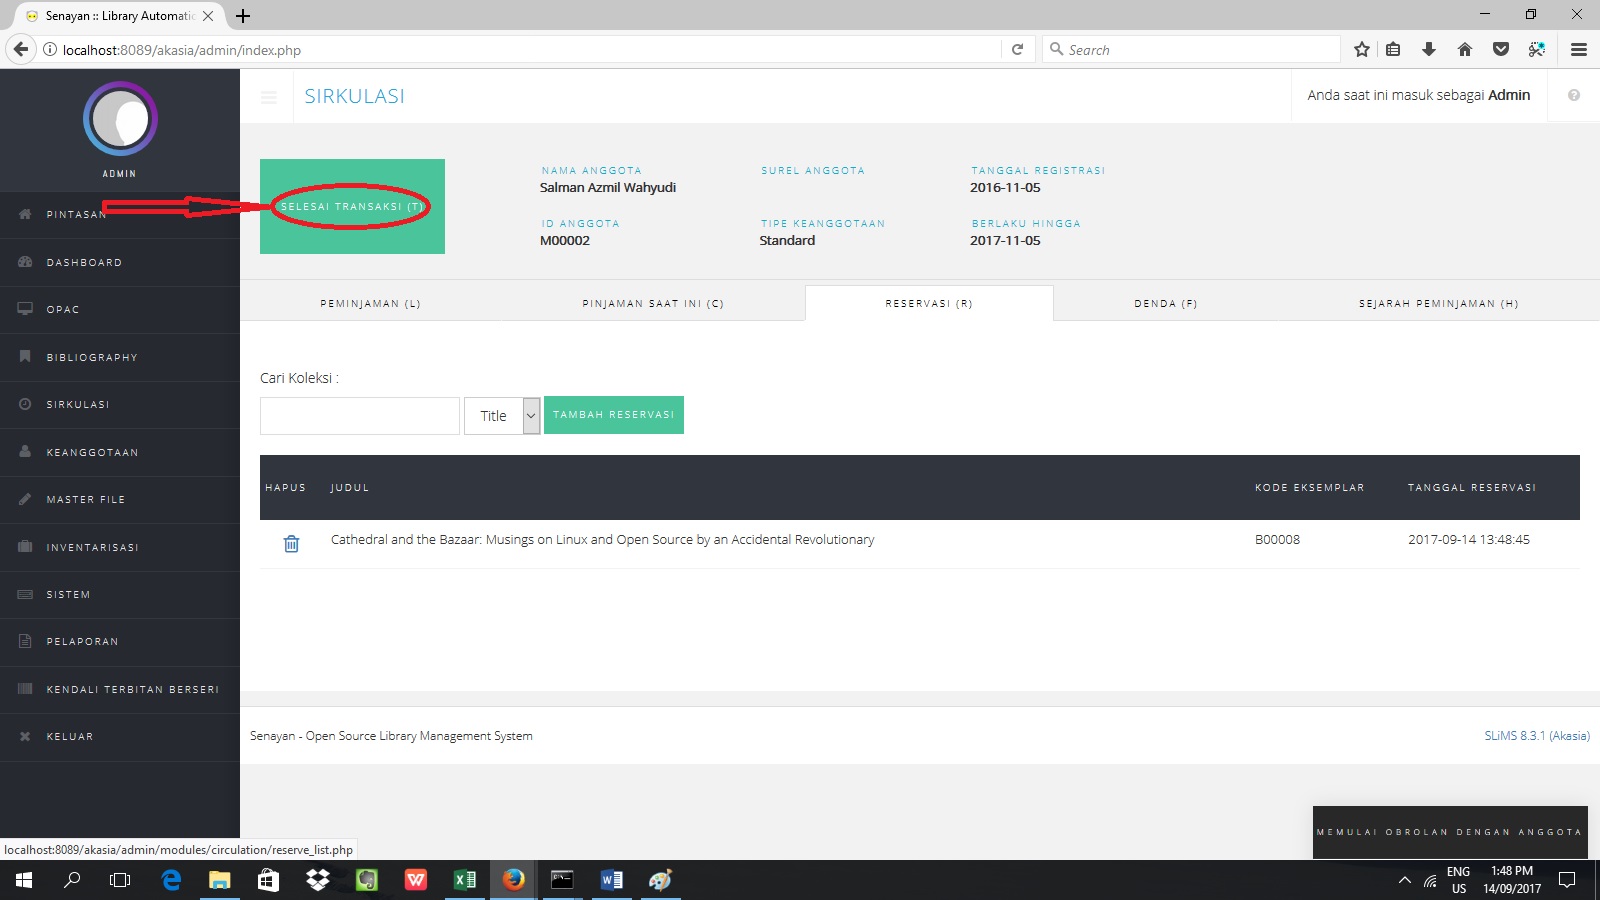 Senayan :: Library Automatic
localhost:8089/akasia/admin/index.php
Search
ADMIN
PINTASAN
DASHBOARD
OPAC
BIBLIOGRAPHY
SIRKULASI
KEANGGOTAAN
MASTER FILE
INVENTARISASI
SISTEM
PELAPORAN
KENDALI TERBITAN BERSERI
KELUAR
SIRKULASI
Anda saat ini masuk sebagai Admin
SELESAI TRANSAKSI (T)
NAMA ANGGOTA SUREL ANGGOTA TANGGAL REGISTRASI
Salman Azmil Wahyudi 2016-11-05
ID ANGGOTA TIPE KEANGGOTAAN BERLAKU HINGGA
M00002 Standard 2017-11-05
PEMINJAMAN (L) PINJAMAN SAAT INI (C) RESERVASI (R) DENDA (F) SEJARAH PEMINJAMAN (H)
Cari Koleksi :
Title TAMBAH RESERVASI
HAPUS JUDUL KODE EKSEMPLAR TANGGAL RESERVASI
Cathedral and the Bazaar: Musings on Linux and Open Source by an Accidental Revolutionary B00008 2017-09-14 13:48:45
Senayan - Open Source Library Management System SLiMS 8.3.1 (Akasia)
MEMULAI OBROLAN DENGAN ANGGOTA
localhost:8089/akasia/admin/modules/circulation/reserve_list.php
ENG 1:48 PM
US 14/09/2017